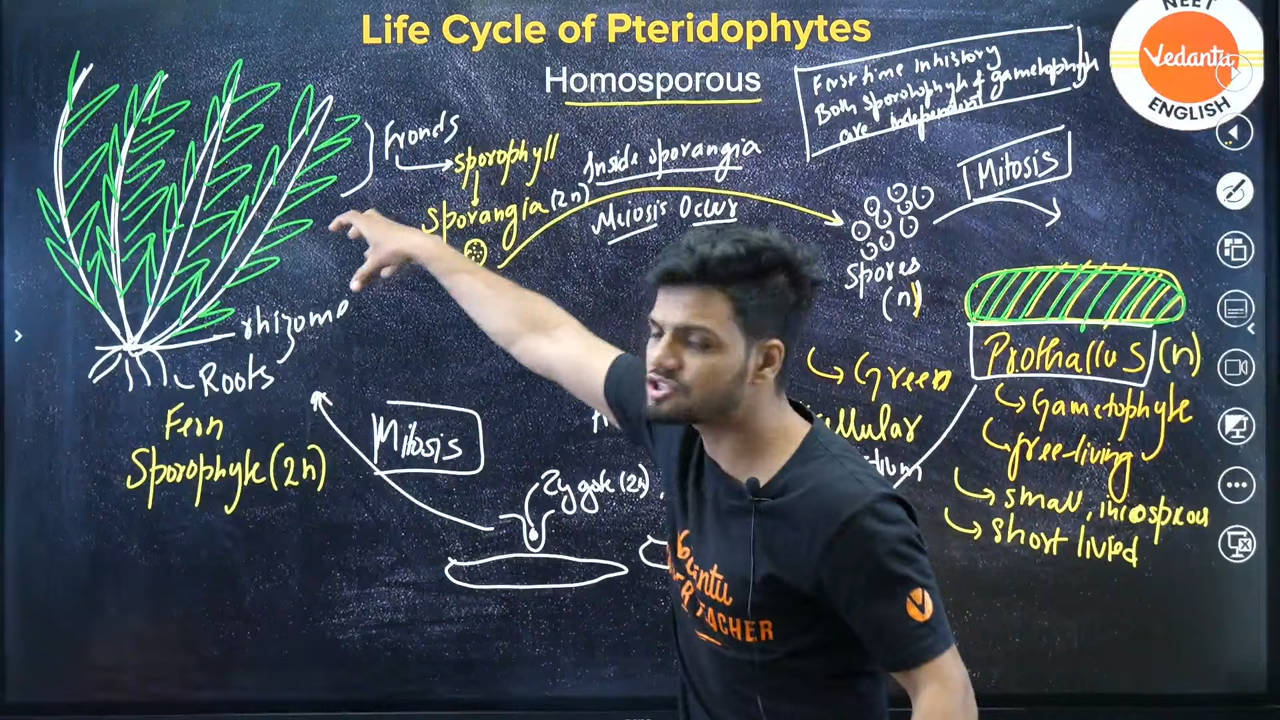 Life Cycle of Pteridophytes
Homosporous
First time in history
Both sporophyte & gametophyte
are independent
NEET
Vedantu
ENGLISH
Fronds
sporophyll
Sporangia (2n)
Inside sporangia
Meiosis Occur
Spores
(n)
Mitosis
Prothallus (n)
Gametophyte
free-living
small, inconspicuous
short lived
Green
rhizome
Roots
Fern
Sporophyte (2n)
Mitosis
Zygote (2n)
TEACHER